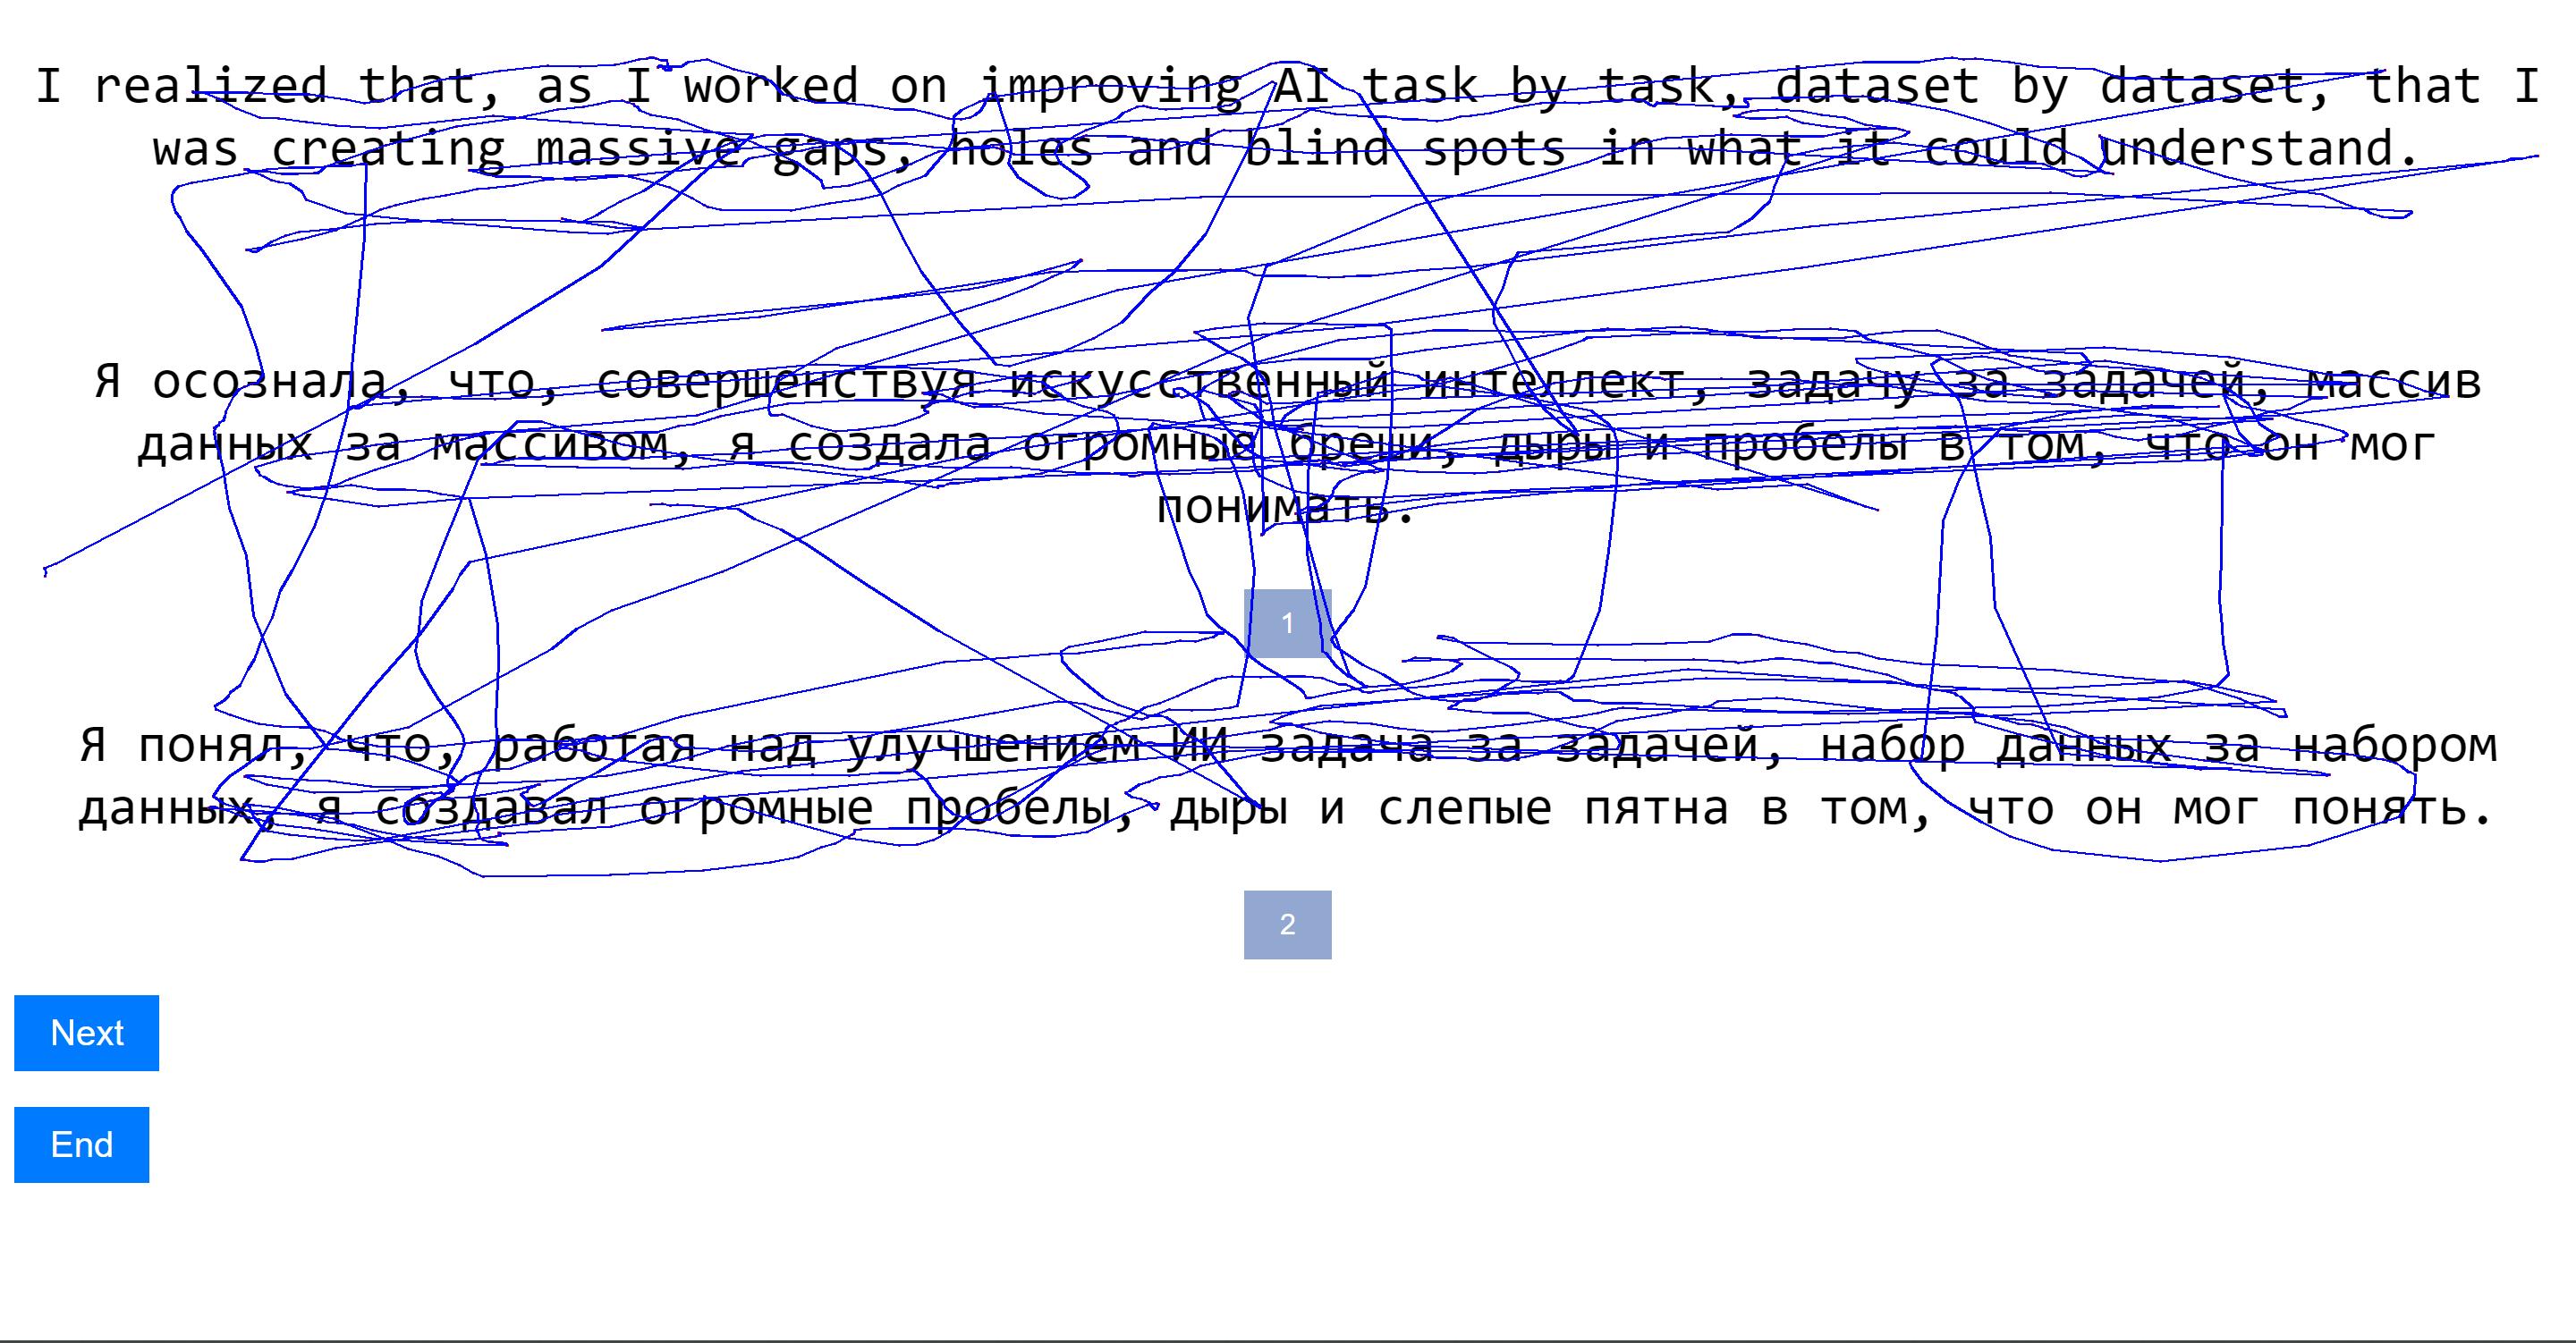 I realized that, as I worked on improving AI task by task, dataset by dataset, that I
was creating massive gaps, holes and blind spots in what it could understand.
Я осознала, что, совершенствуя искусственный интеллект, задачу за задачей, массив
данных за массивом, я создала огромные бреши, дыры и пробелы в том, что он мог
понимать.
1
Я понял, что, работая над улучшением ИИ задача за задачей, набор данных за набором
данных, я создавал огромные пробелы, дыры и слепые пятна в том, что он мог понять.
2
Next
End